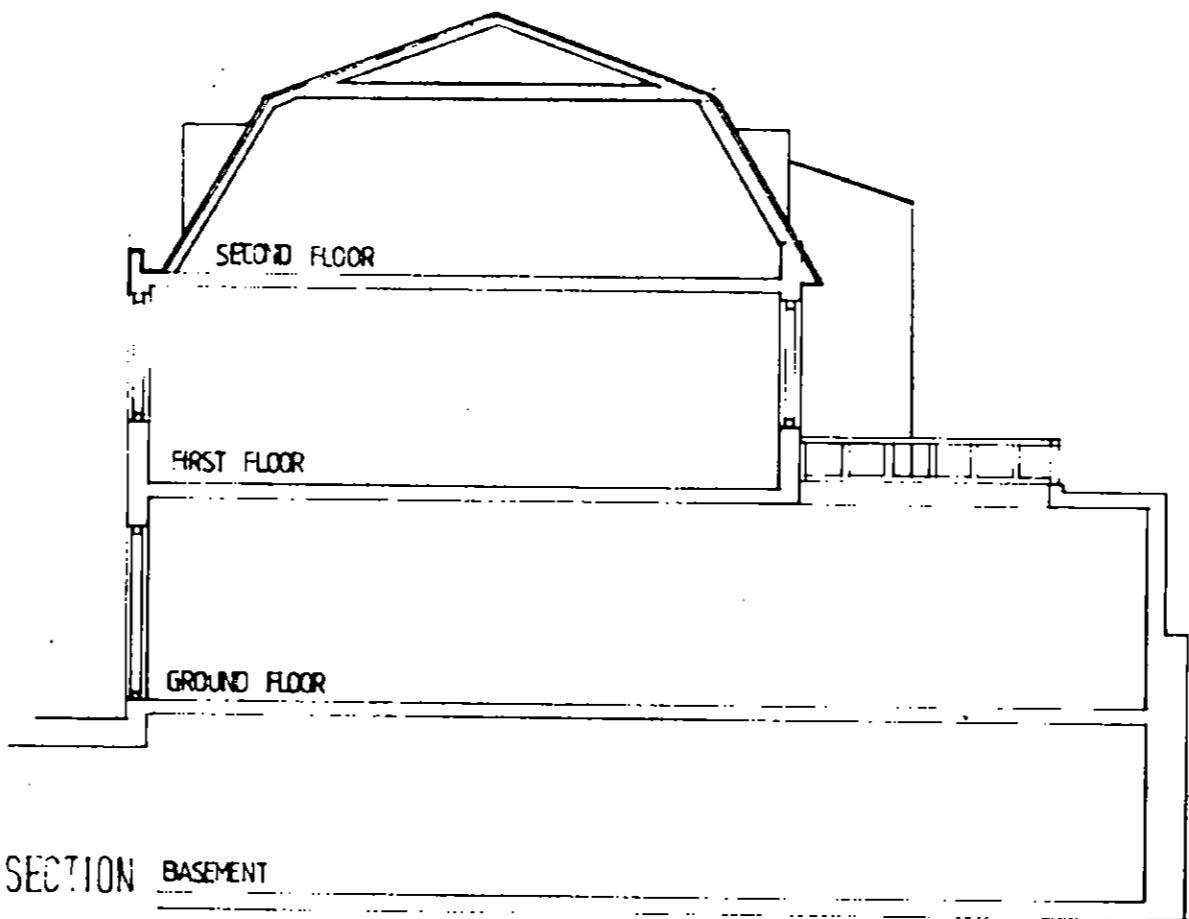 SECOND FLOOR
FIRST FLOOR
GROUND FLOOR
SECTION
BASEMENT